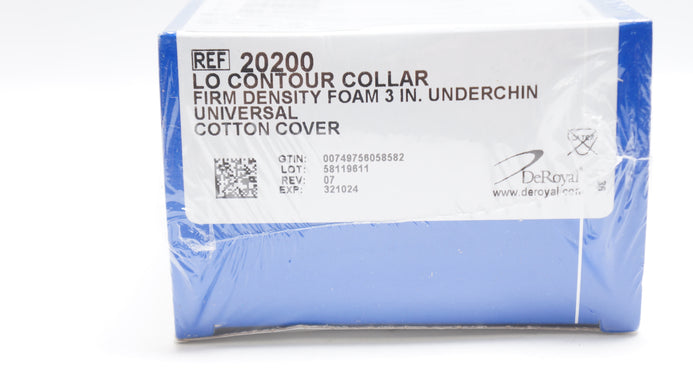 REF 20200
LO CONTOUR COLLAR
FIRM DENSITY FOAM 3 IN. UNDERCHIN
UNIVERSAL
COTTON COVER
GTIN: 00749756058582
LOT: 58119611
REV: 07
EXP: 321024
LATEX
DeRoyal
www.deroyal.com